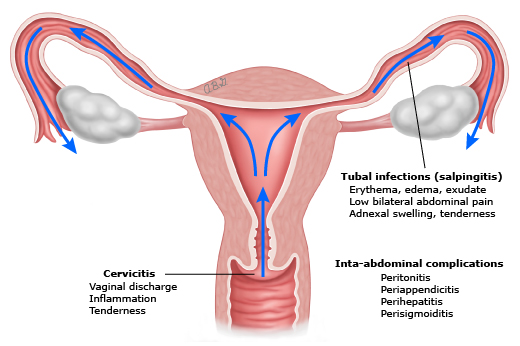 Tubal infections (salpingitis)
Erythema, edema, exudate
Low bilateral abdominal pain
Adnexal swelling, tenderness
Cervicitis
Vaginal discharge
Inflammation
Tenderness
Inta-abdominal complications
Peritonitis
Periappendicitis
Perihepatitis
Perisigmoiditis